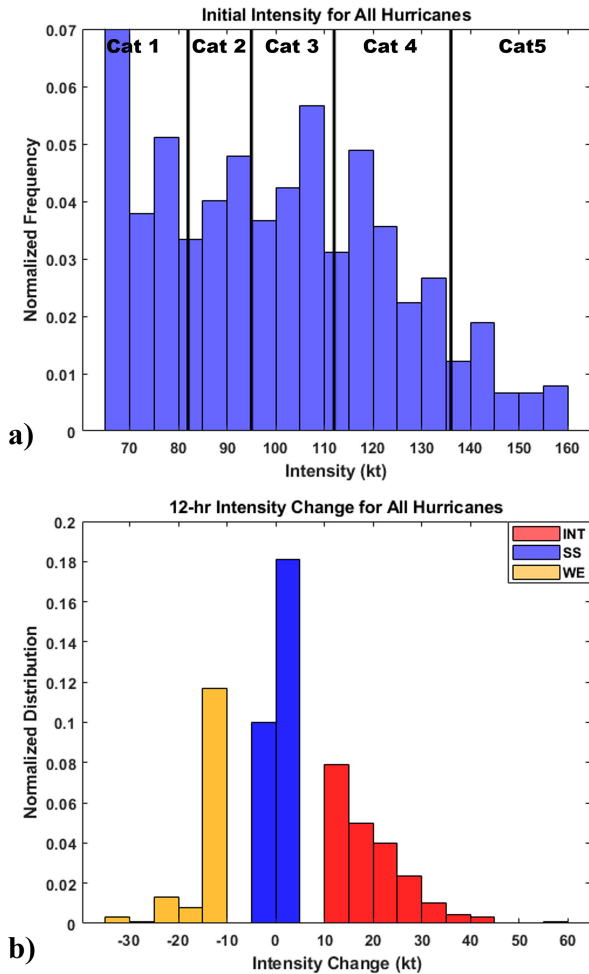 Initial Intensity for All Hurricanes
0.07
0.06
0.05
0.04
0.03
0.02
0.01
0
Normalized Frequency
Cat 1 Cat 2 Cat 3 Cat 4 Cat5
70 80 90 100 110 120 130 140 150 160
Intensity (kt)
a)
12-hr Intensity Change for All Hurricanes
0.2
0.18
0.16
0.14
0.12
0.1
0.08
0.06
0.04
0.02
0
Normalized Distribution
INT
SS
WE
-30 -20 -10 0 10 20 30 40 50 60
Intensity Change (kt)
b)